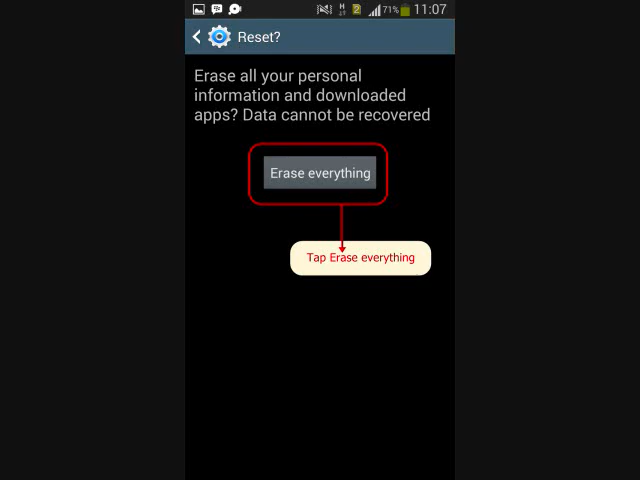 H 2 71% 11:07
Reset?
Erase all your personal
information and downloaded
apps? Data cannot be recovered
Erase everything
Tap Erase everything